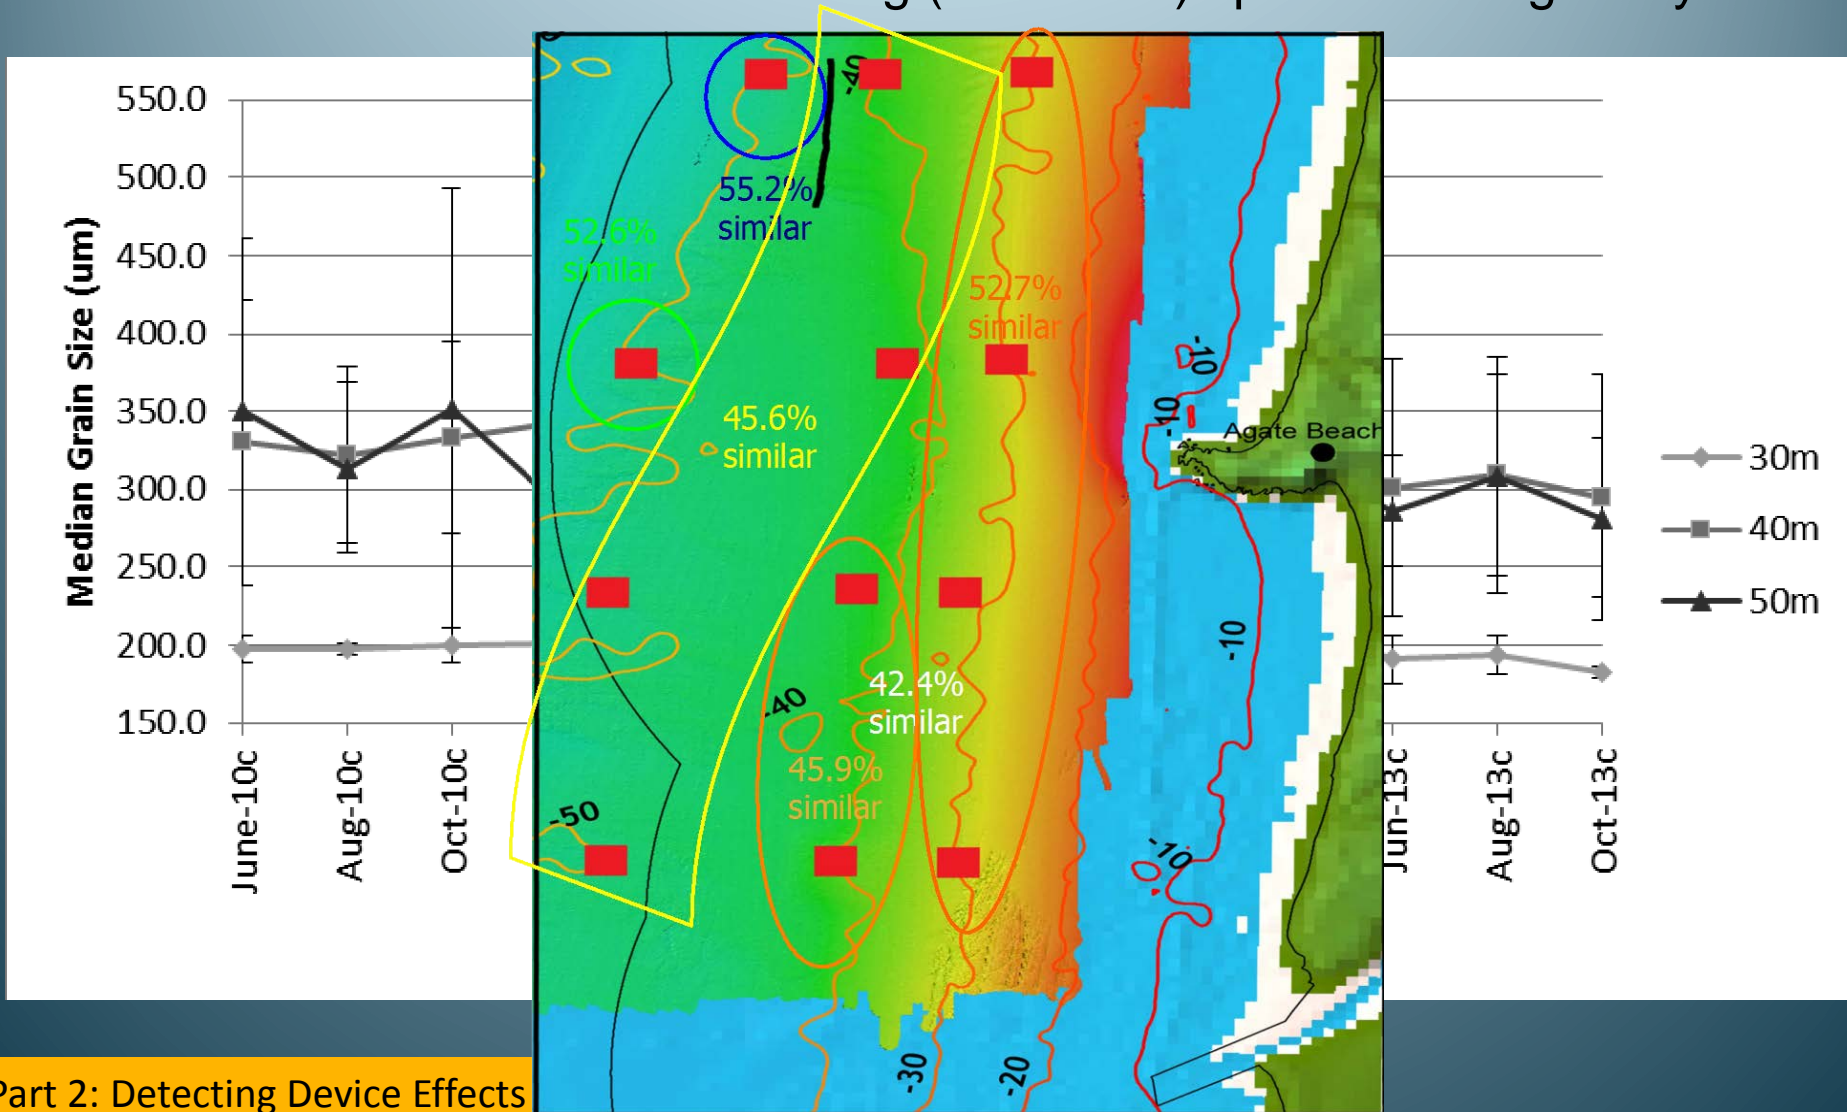 550.0
500.0
450.0
400.0
350.0
300.0
250.0
200.0
150.0
Median Grain Size (um)
June-10c
Aug-10c
Oct-10c
Jun-13c
Aug-13c
Oct-13c
30m
40m
50m
-40
55.2%
similar
52.6%
similar
52.7%
similar
45.6%
similar
-10
-10
Agate Beach
-10
42.4%
similar
-40
45.9%
similar
-50
-10
-30
-20
Part 2: Detecting Device Effects